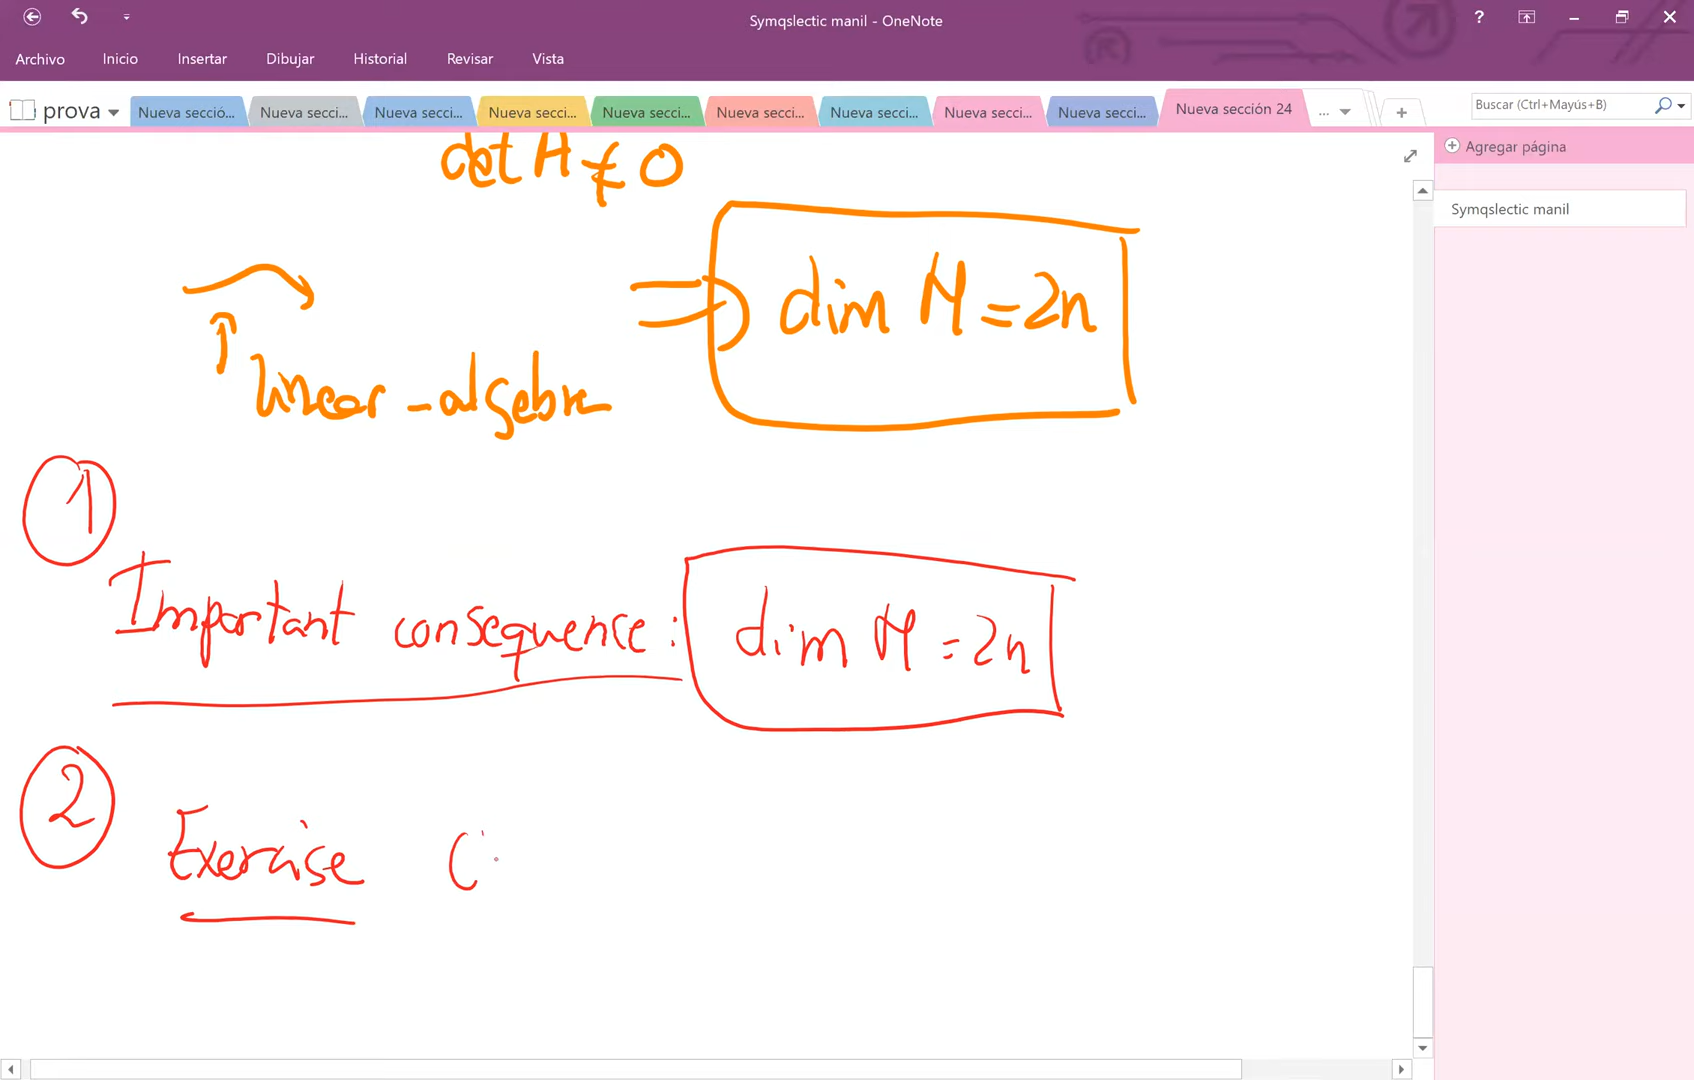 Symqslectic manil - OneNote
?
Archivo Inicio Insertar Dibujar Historial Revisar Vista
prova Nueva secció... Nueva secci... Nueva secci... Nueva secci... Nueva secci... Nueva secci... Nueva secci... Nueva secci... Nueva secci... Nueva sección 24 ... + Buscar (Ctrl+Mayús+B)
Agregar página
Symqslectic manil
det A ≠ 0
⇒ dim M = 2n
linear - algebra
1
Important consequence: dim M = 2n
2
Exercise (